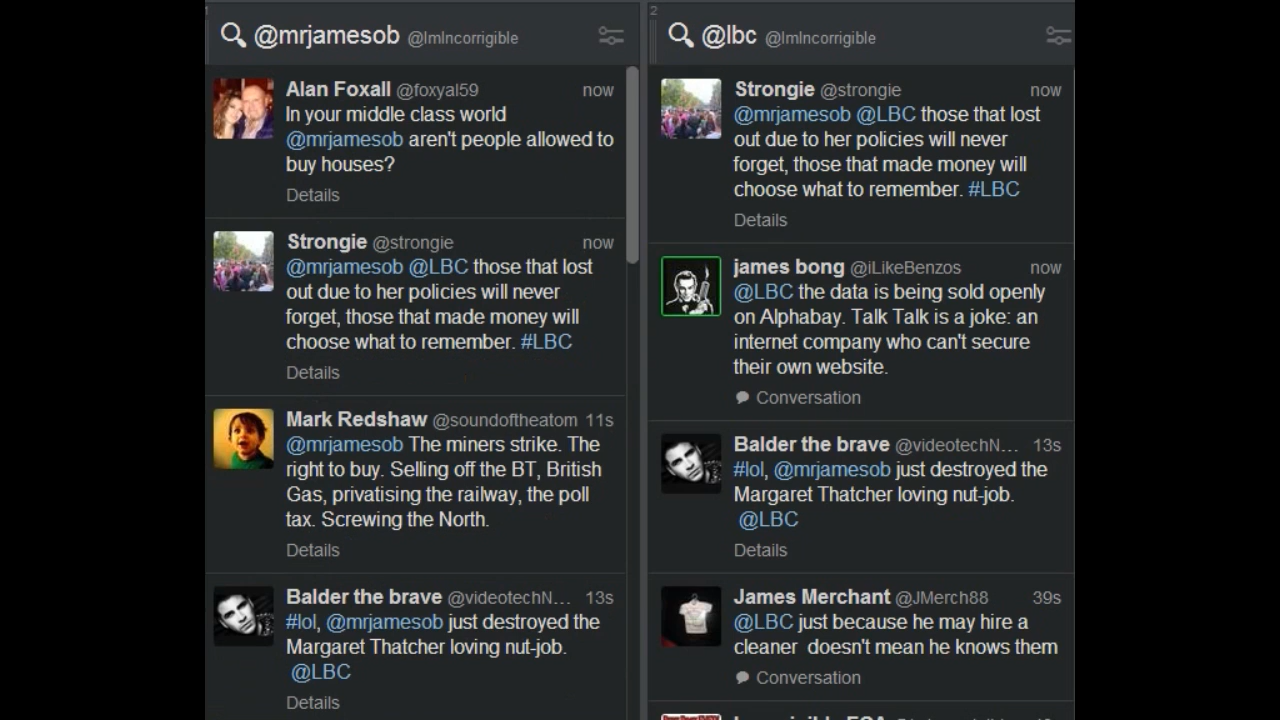 1
@mrjamesob @ImIncorrigible
Alan Foxall @foxyal59 now
In your middle class world
@mrjamesob aren't people allowed to
buy houses?
Details
Strongie @strongie now
@mrjamesob @LBC those that lost
out due to her policies will never
forget, those that made money will
choose what to remember. #LBC
Details
Mark Redshaw @soundoftheatom 11s
@mrjamesob The miners strike. The
right to buy. Selling off the BT, British
Gas, privatising the railway, the poll
tax. Screwing the North.
Details
Balder the brave @videotechN... 13s
#lol, @mrjamesob just destroyed the
Margaret Thatcher loving nut-job.
@LBC
Details
2
@lbc @ImIncorrigible
Strongie @strongie now
@mrjamesob @LBC those that lost
out due to her policies will never
forget, those that made money will
choose what to remember. #LBC
Details
james bong @iLikeBenzos now
@LBC the data is being sold openly
on Alphabay. Talk Talk is a joke: an
internet company who can't secure
their own website.
Conversation
Balder the brave @videotechN... 13s
#lol, @mrjamesob just destroyed the
Margaret Thatcher loving nut-job.
@LBC
Details
James Merchant @JMerch88 39s
@LBC just because he may hire a
cleaner doesn't mean he knows them
Conversation